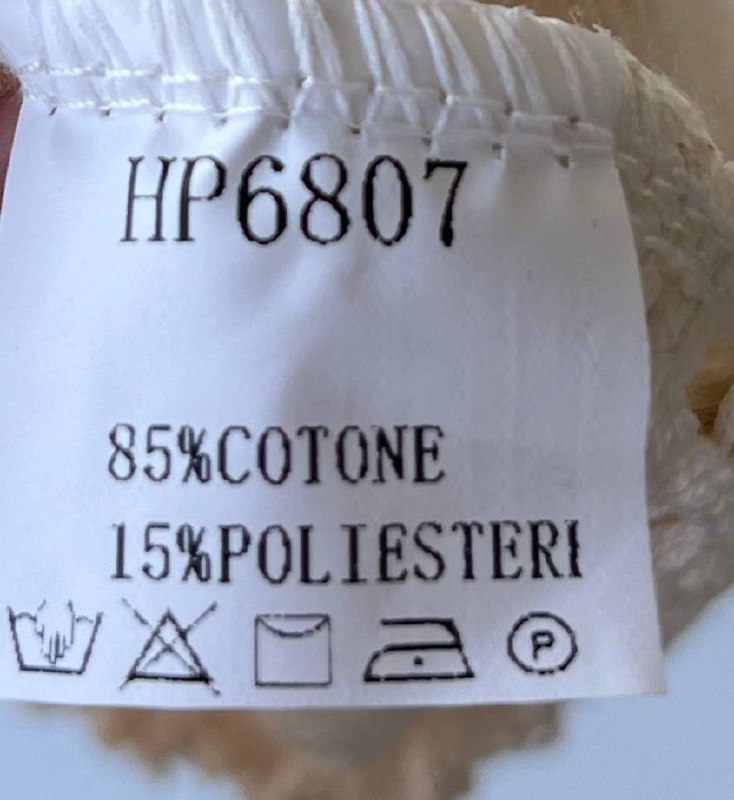 HP6807
85%COTONE
15%POLIESTERI
P